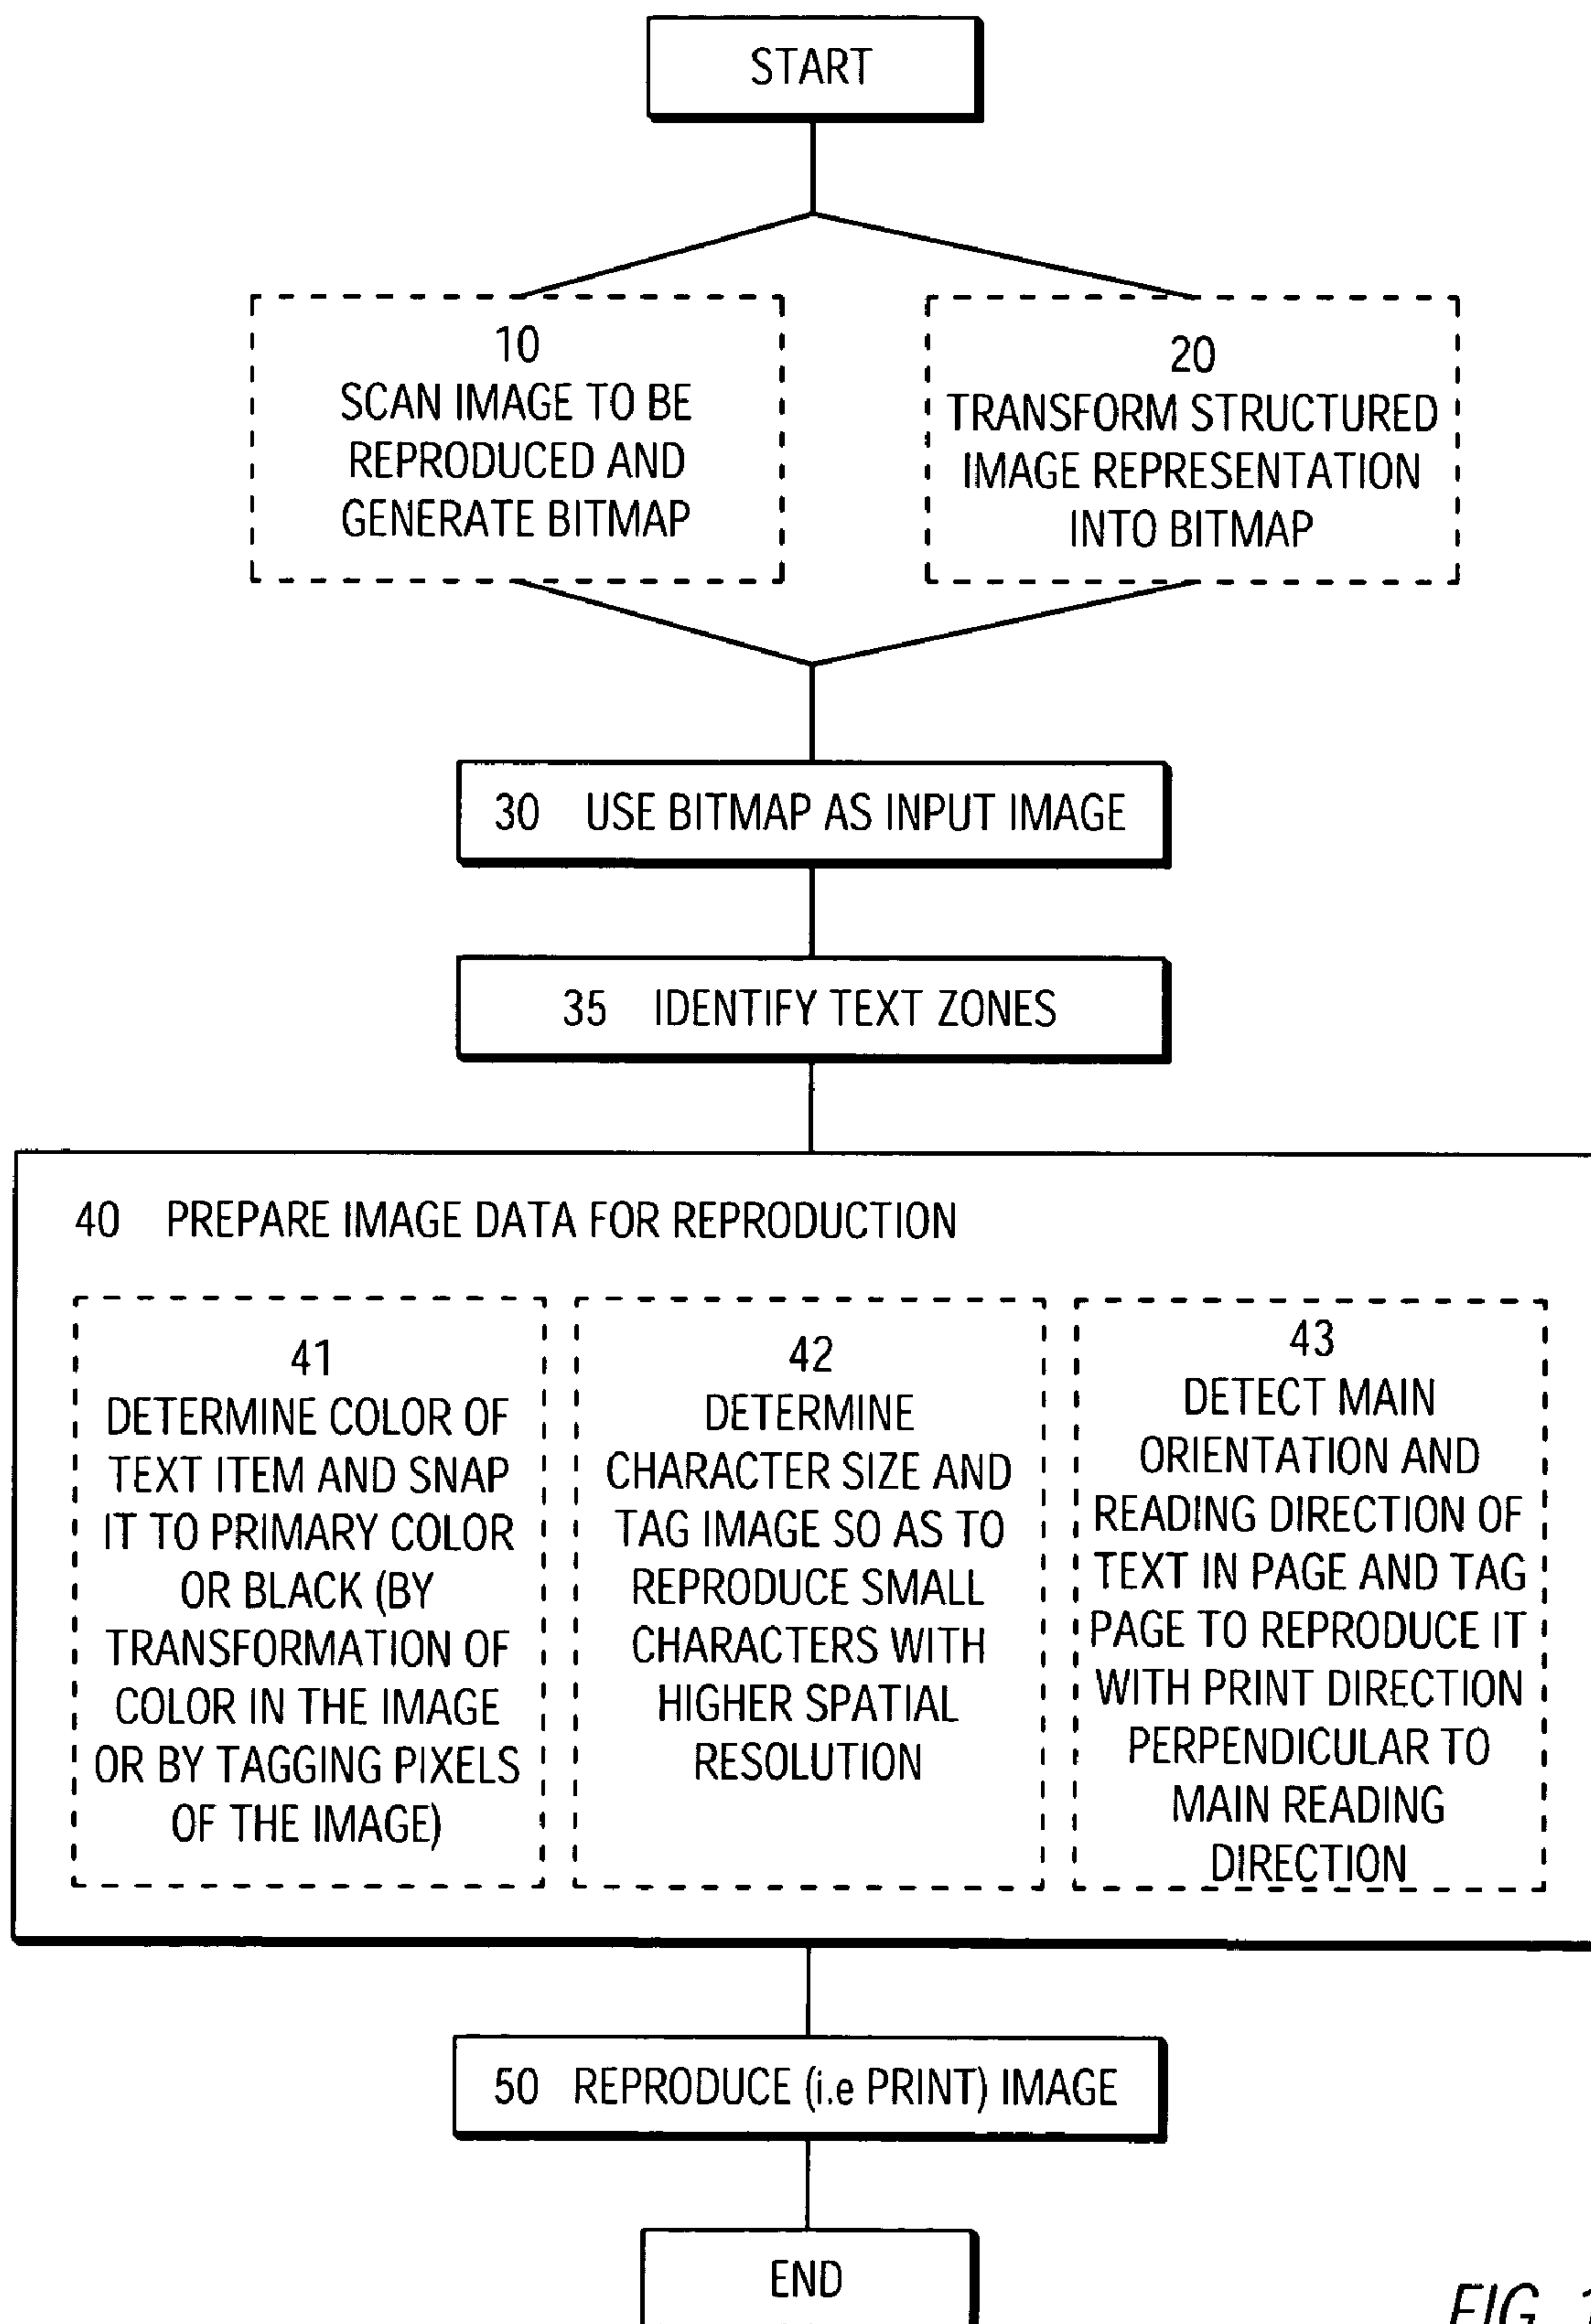 START
10
SCAN IMAGE TO BE
REPRODUCED AND
GENERATE BITMAP
20
TRANSFORM STRUCTURED
IMAGE REPRESENTATION
INTO BITMAP
30 USE BITMAP AS INPUT IMAGE
35 IDENTIFY TEXT ZONES
40 PREPARE IMAGE DATA FOR REPRODUCTION
41
DETERMINE COLOR OF
TEXT ITEM AND SNAP
IT TO PRIMARY COLOR
OR BLACK (BY
TRANSFORMATION OF
COLOR IN THE IMAGE
OR BY TAGGING PIXELS
OF THE IMAGE)
42
DETERMINE
CHARACTER SIZE AND
TAG IMAGE SO AS TO
REPRODUCE SMALL
CHARACTERS WITH
HIGHER SPATIAL
RESOLUTION
43
DETECT MAIN
ORIENTATION AND
READING DIRECTION OF
TEXT IN PAGE AND TAG
PAGE TO REPRODUCE IT
WITH PRINT DIRECTION
PERPENDICULAR TO
MAIN READING
DIRECTION
50 REPRODUCE (i.e PRINT) IMAGE
END
FIG. 1